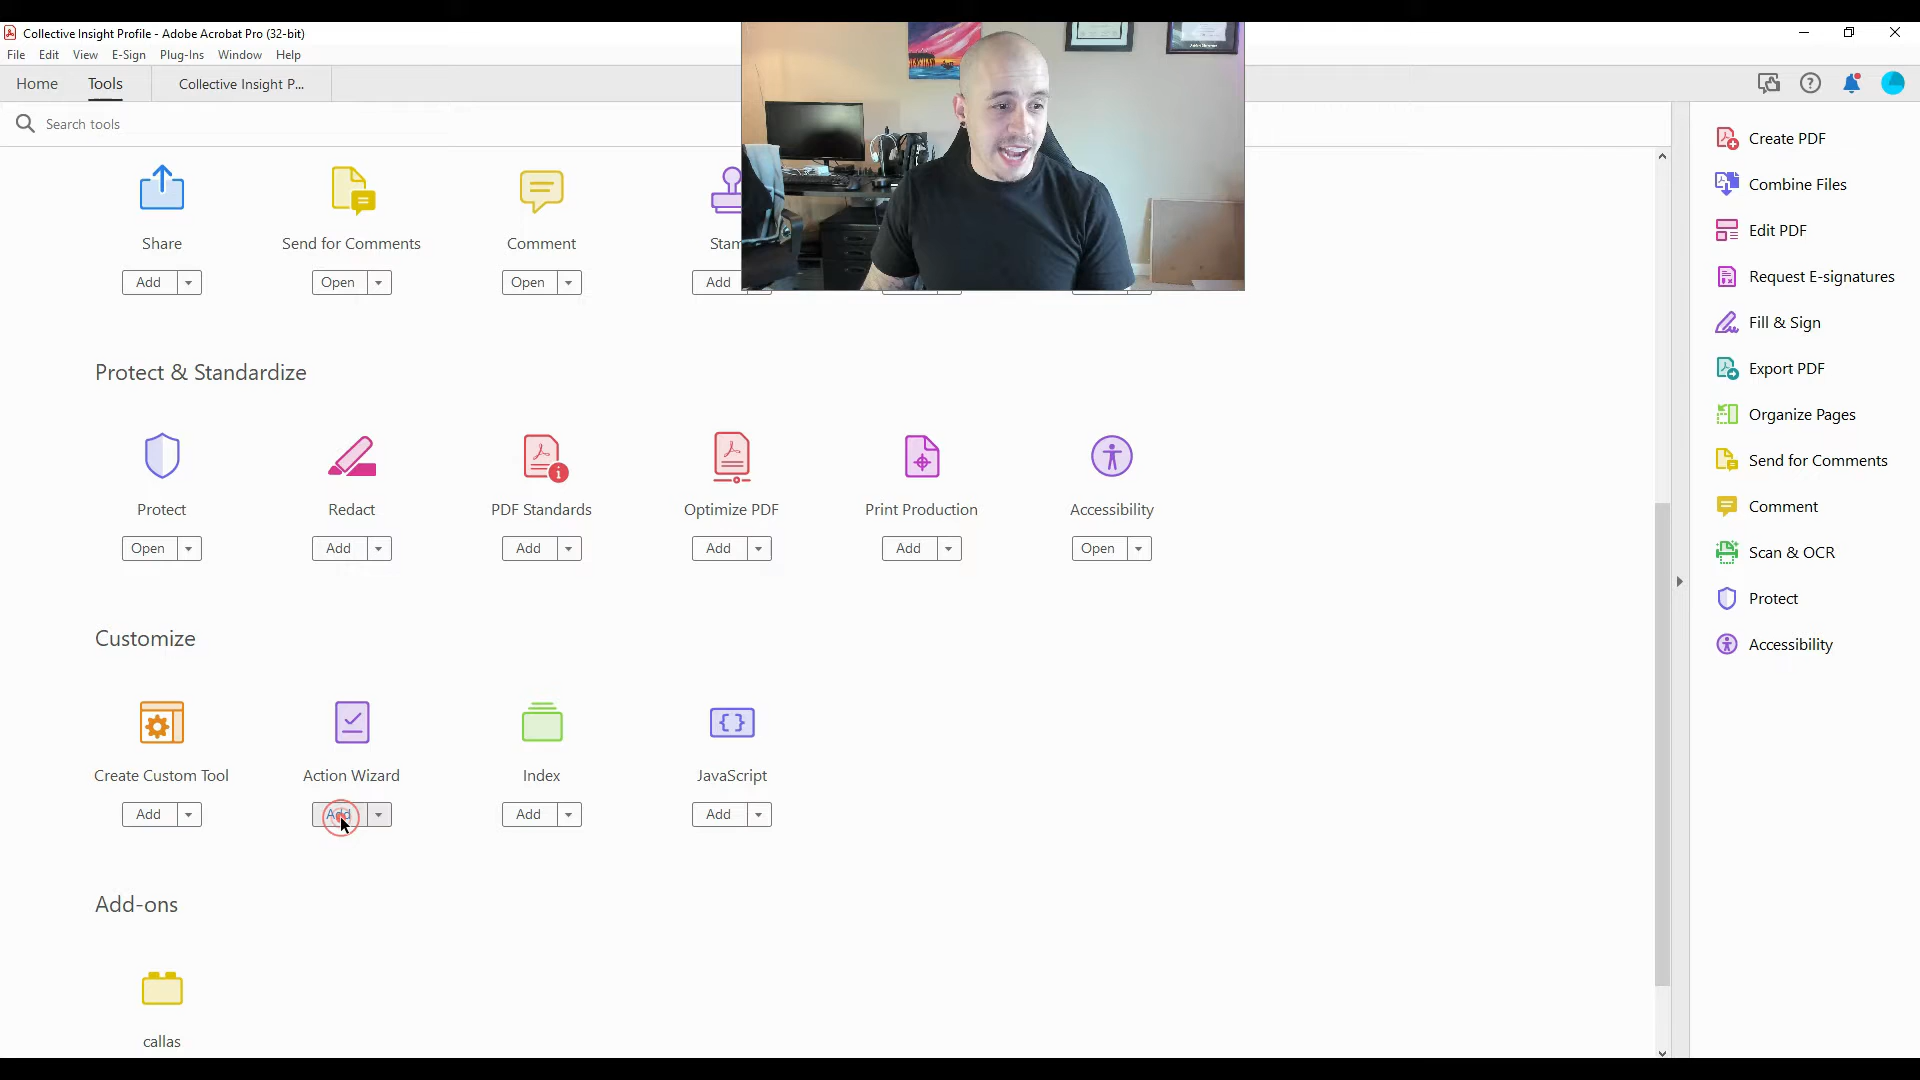 Collective Insight Profile - Adobe Acrobat Pro (32-bit)
File Edit View E-Sign Plug-Ins Window Help
Home Tools Collective Insight P...
Search tools
Share Send for Comments Comment
Add Open Open Add
Protect & Standardize
Protect Redact PDF Standards Optimize PDF Print Production Accessibility
Open Add Add Add Add Open
Customize
Create Custom Tool Action Wizard Index JavaScript
Add Add Add Add
Add-ons
callas
Create PDF
Combine Files
Edit PDF
Request E-signatures
Fill & Sign
Export PDF
Organize Pages
Send for Comments
Comment
Scan & OCR
Protect
Accessibility